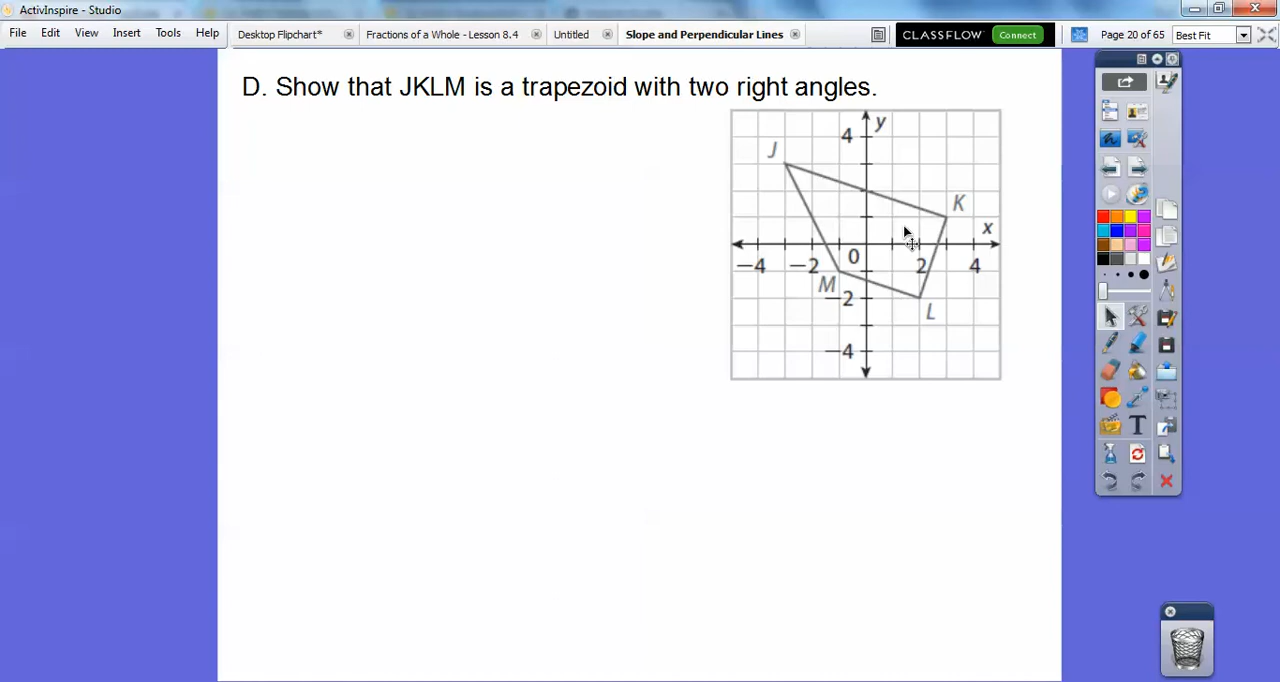 ActivInspire - Studio
File Edit View Insert Tools Help Desktop Flipchart* Fractions of a Whole - Lesson 8.4 Untitled Slope and Perpendicular Lines CLASSFLOW Connect Page 20 of 65 Best Fit
D. Show that JKLM is a trapezoid with two right angles.
4 y
J
K
x
−4 −2 0 2 4
M −2
L
−4
T